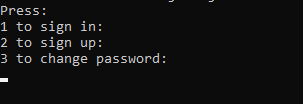 Press:
1 to sign in:
2 to sign up:
3 to change password: